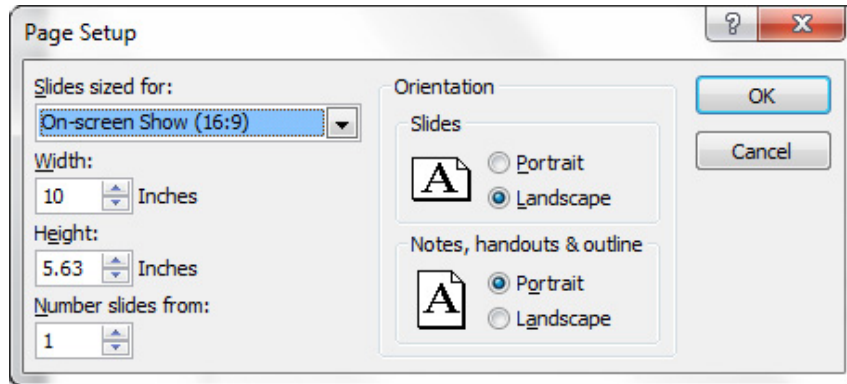 Page Setup
?
X
Slides sized for:
On-screen Show (16:9)
Width:
10 Inches
Height:
5.63 Inches
Number slides from:
1
Orientation
Slides
A
Portrait
Landscape
Notes, handouts & outline
A
Portrait
Landscape
OK
Cancel